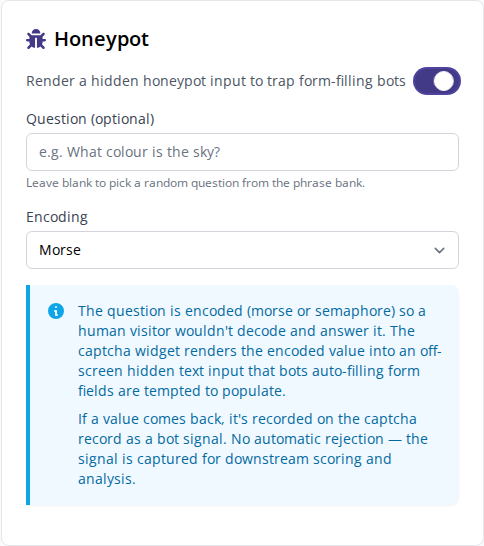 Honeypot
Render a hidden honeypot input to trap form-filling bots
Question (optional)
e.g. What colour is the sky?
Leave blank to pick a random question from the phrase bank.
Encoding
Morse
The question is encoded (morse or semaphore) so a
human visitor wouldn't decode and answer it. The
captcha widget renders the encoded value into an off-
screen hidden text input that bots auto-filling form
fields are tempted to populate.
If a value comes back, it's recorded on the captcha
record as a bot signal. No automatic rejection — the
signal is captured for downstream scoring and
analysis.